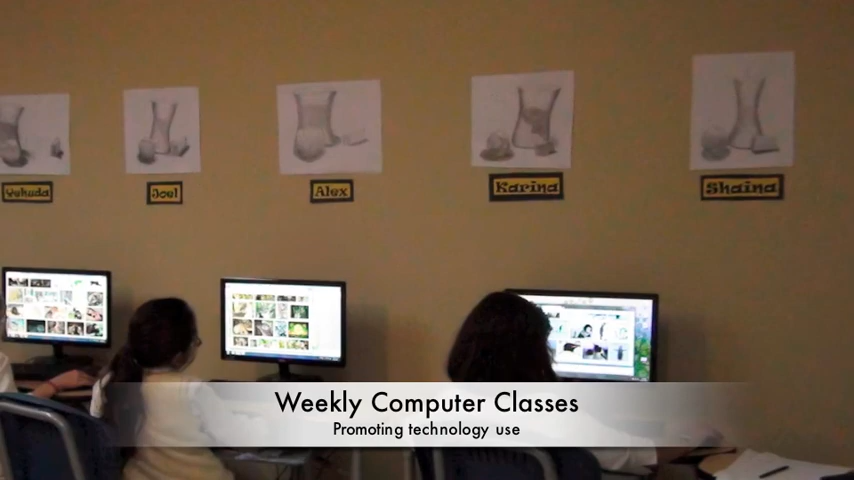 Yehuda
Joel
Alex
Karina
Shaina
Weekly Computer Classes
Promoting technology use